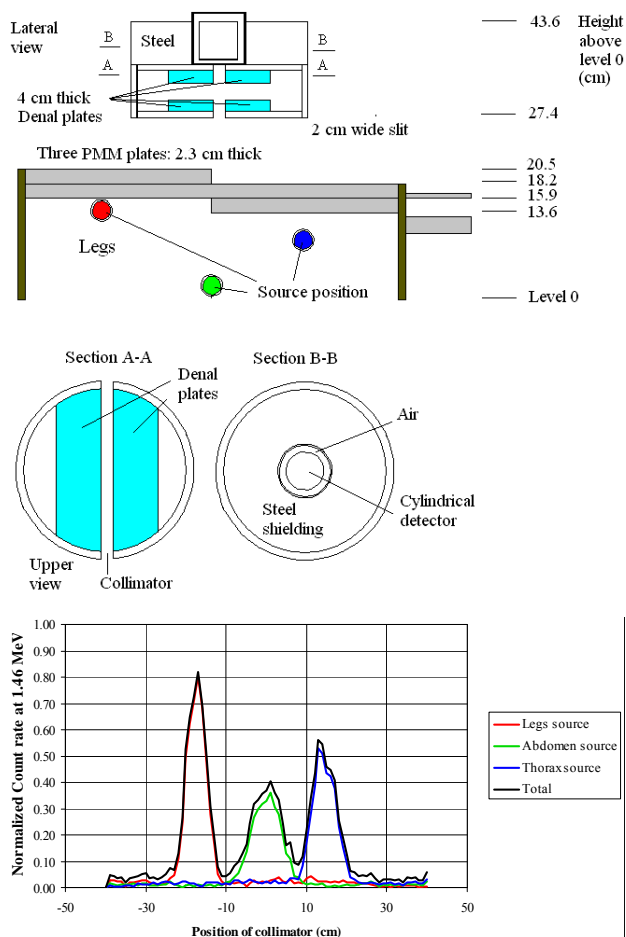 Lateral
view
B
B
Steel
A
A
4 cm thick
Denal plates
2 cm wide slit
43.6
Height
above
level 0
(cm)
27.4
Three PMM plates: 2.3 cm thick
20.5
18.2
15.9
13.6
Legs
Source position
Level 0
Section A-A
Section B-B
Denal
plates
Air
Steel
shielding
Cylindrical
detector
Upper
view
Collimator
Normalized Count rate at 1.46 MeV
1.00
0.90
0.80
0.70
0.60
0.50
0.40
0.30
0.20
0.10
0.00
-50
-30
-10
10
30
50
Position of collimator (cm)
Legs source
Abdomen source
Thorax source
Total